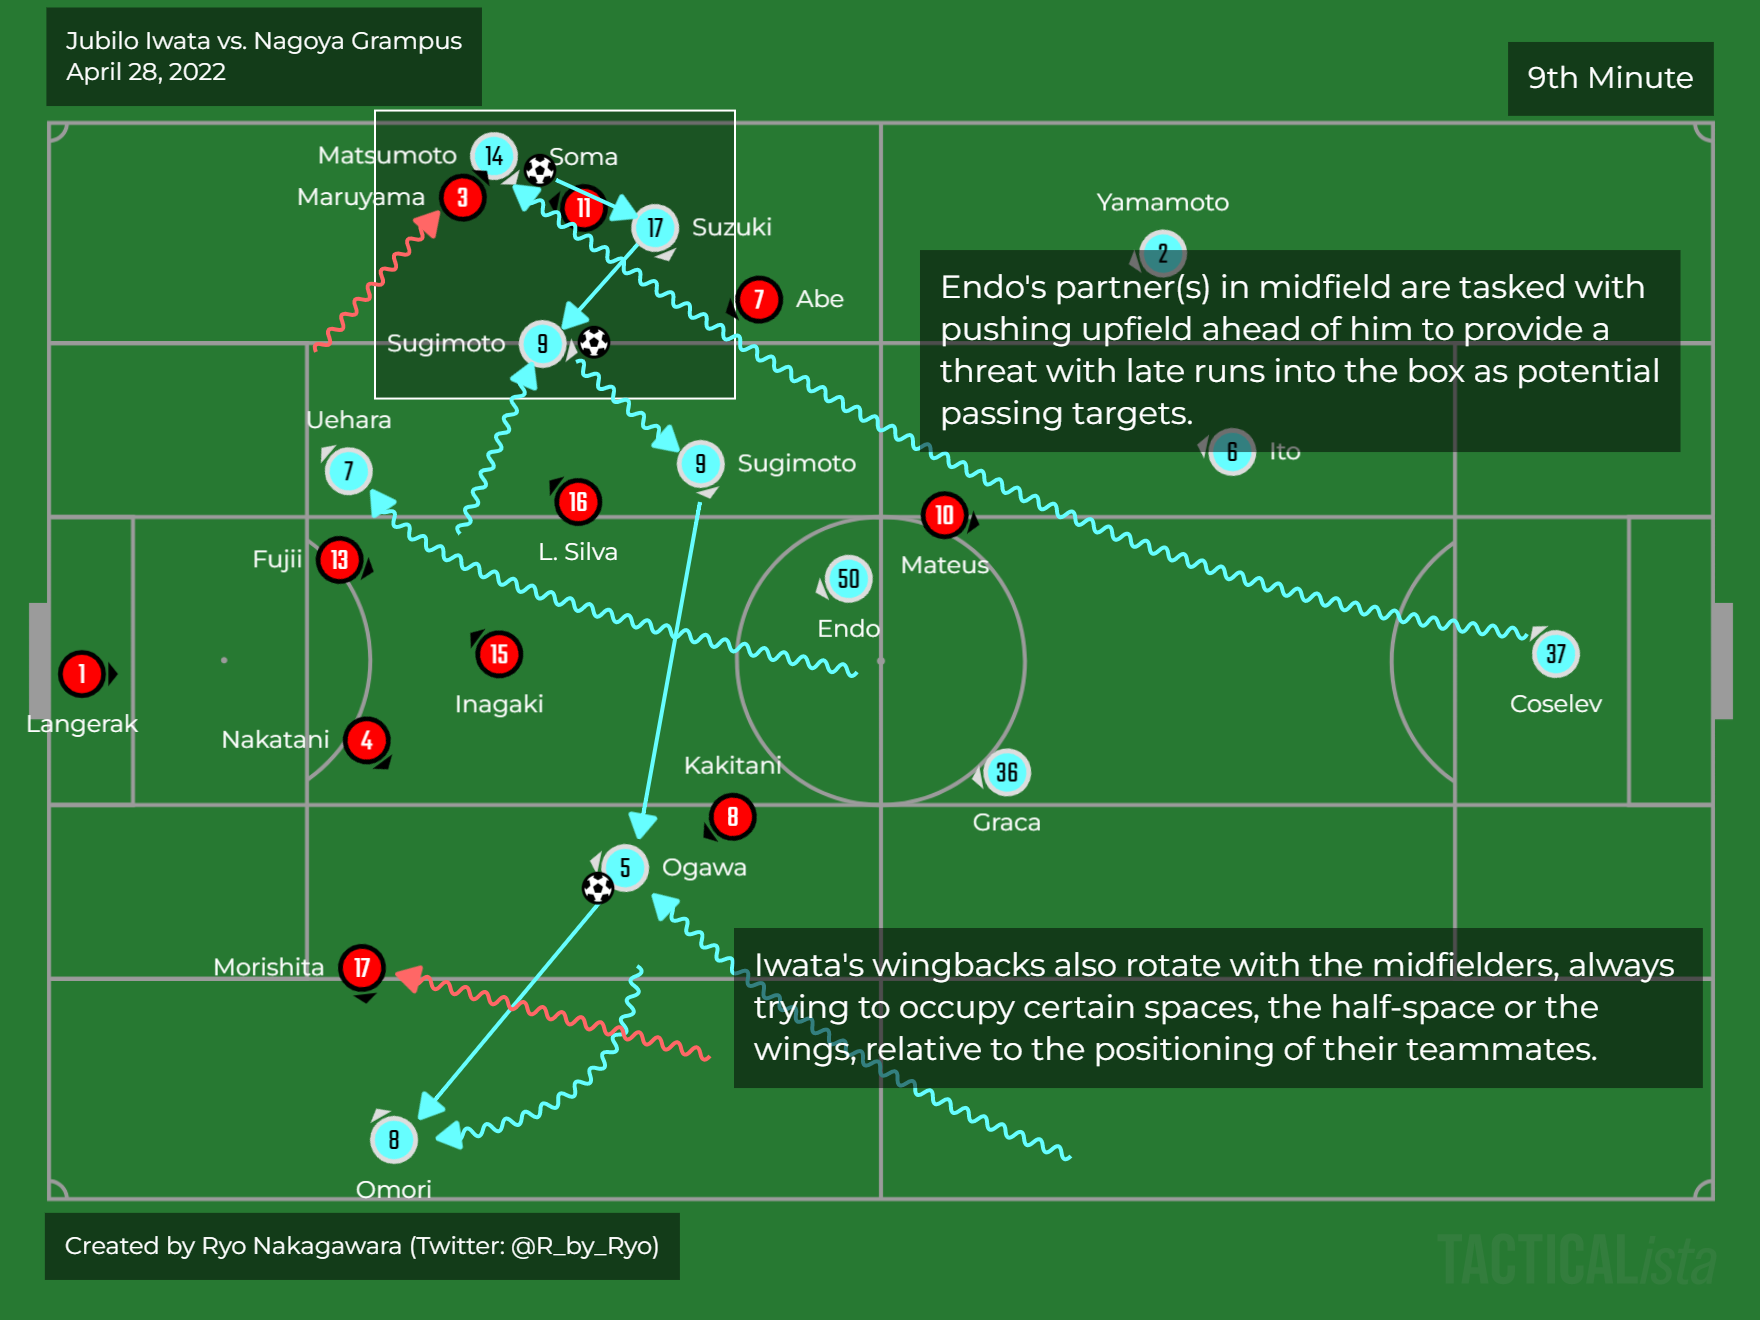 Jubilo Iwata vs. Nagoya Grampus
April 28, 2022
9th Minute
Matsumoto
14
Soma
Maruyama
3
11
17
Suzuki
Yamamoto
2
7
Abe
Endo's partner(s) in midfield are tasked with
pushing upfield ahead of him to provide a
threat with late runs into the box as potential
passing targets.
Sugimoto
9
Uehara
7
9
Sugimoto
6
Ito
16
L. Silva
10
Mateus
Fujii
13
50
Endo
1
Langerak
15
Inagaki
37
Coselev
Nakatani
4
Kakitani
8
36
Graca
5
Ogawa
Morishita
17
Iwata's wingbacks also rotate with the midfielders, always
trying to occupy certain spaces, the half-space or the
wings, relative to the positioning of their teammates.
8
Omori
Created by Ryo Nakagawara (Twitter: @R_by_Ryo)
TACTICALista